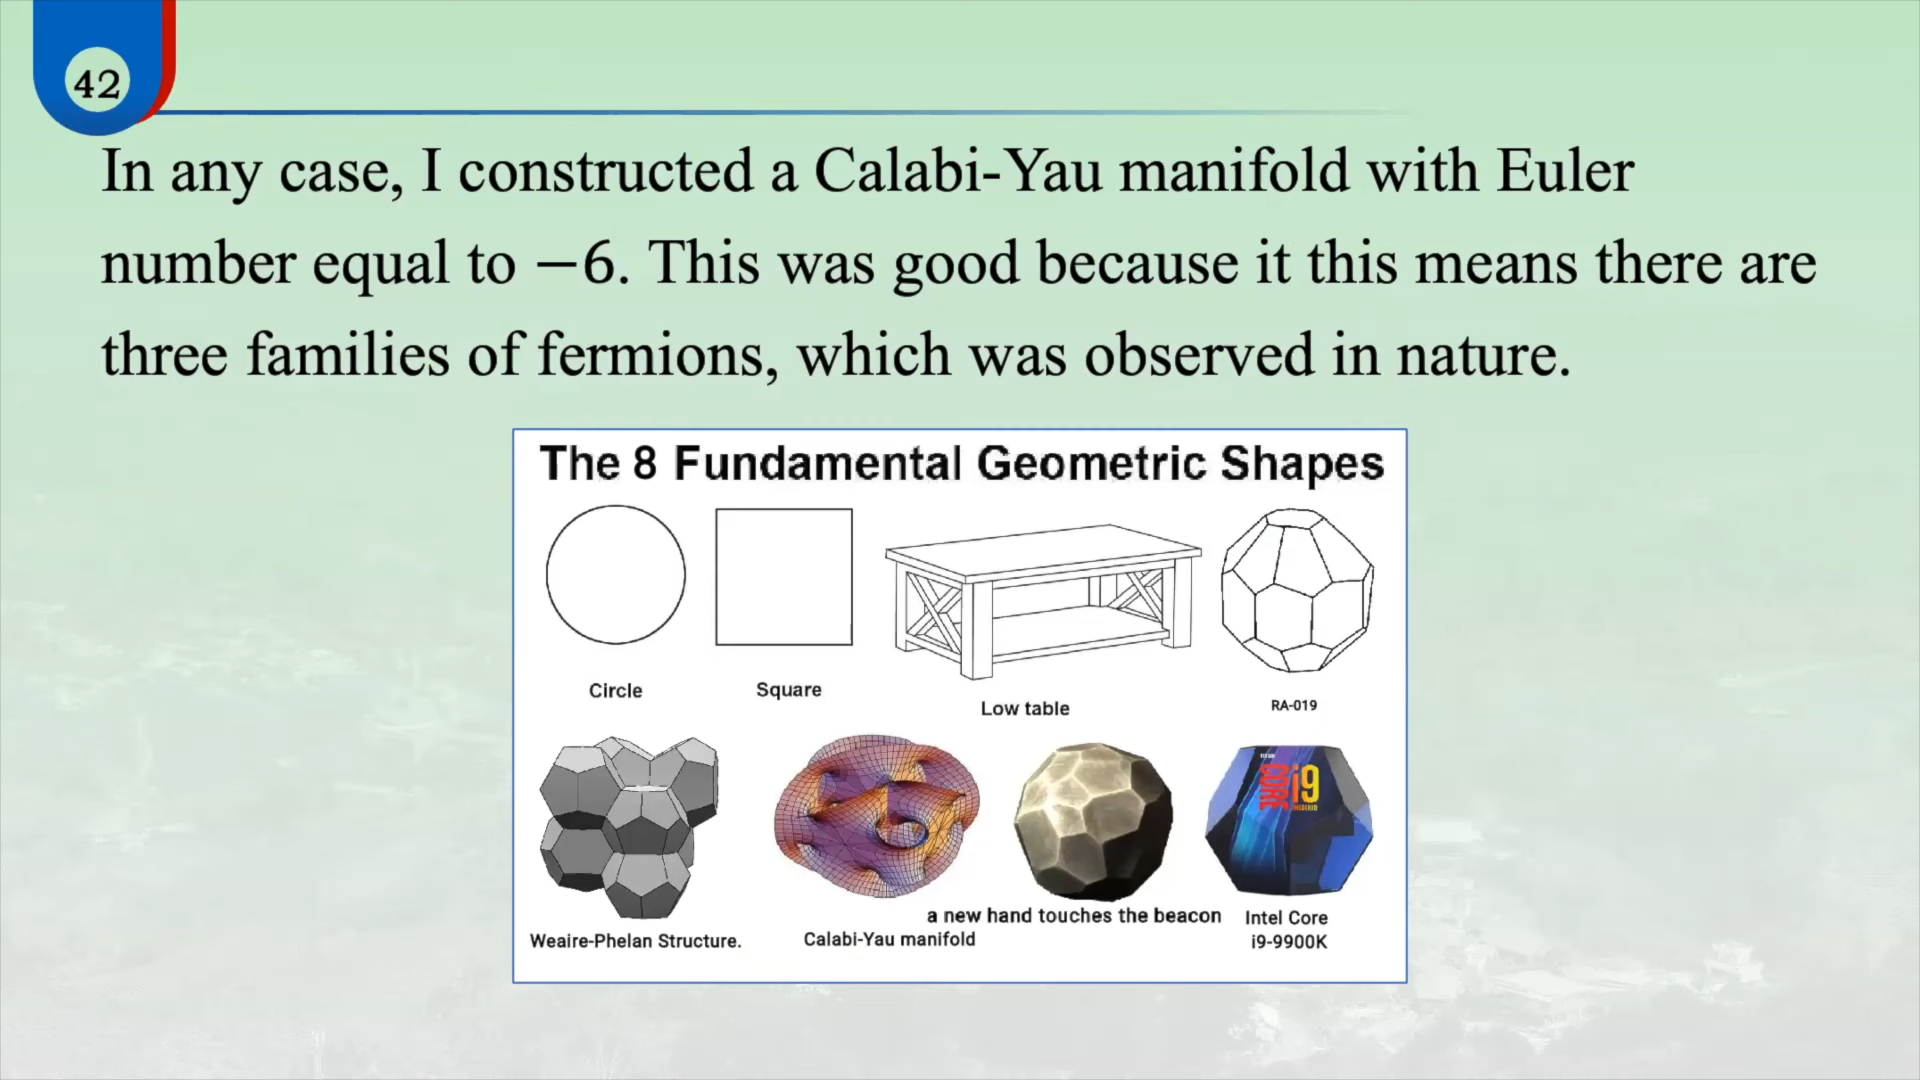 42
In any case, I constructed a Calabi-Yau manifold with Euler
number equal to −6. This was good because it this means there are
three families of fermions, which was observed in nature.
The 8 Fundamental Geometric Shapes
Circle
Square
Low table
RA-019
CORE i9
a new hand touches the beacon
Intel Core
i9-9900K
Weaire-Phelan Structure.
Calabi-Yau manifold